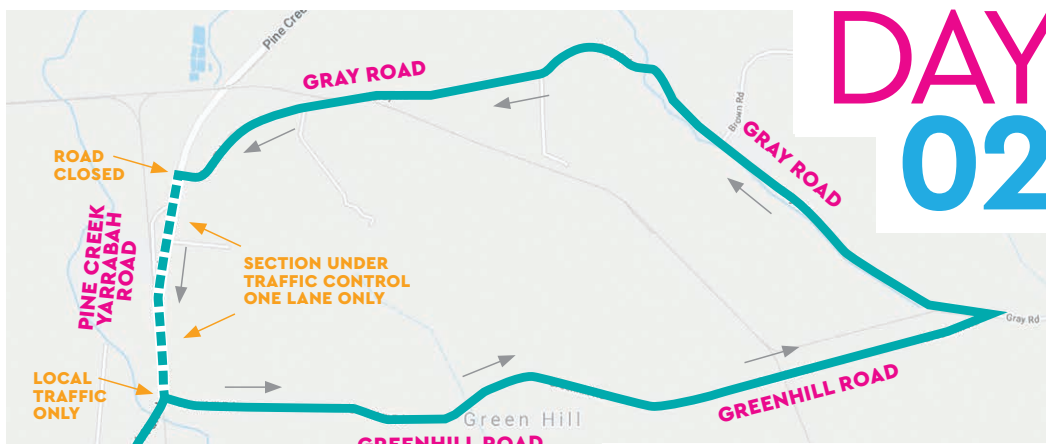 DAY
02
Pine Cree
GRAY ROAD
Brown Rd
GRAY ROAD
ROAD
CLOSED
PINE CREEK
YARRABAH
ROAD
SECTION UNDER
TRAFFIC CONTROL
ONE LANE ONLY
Gray Rd
LOCAL
TRAFFIC
ONLY
GREENHILL ROAD
Green Hill
GREENHILL ROAD